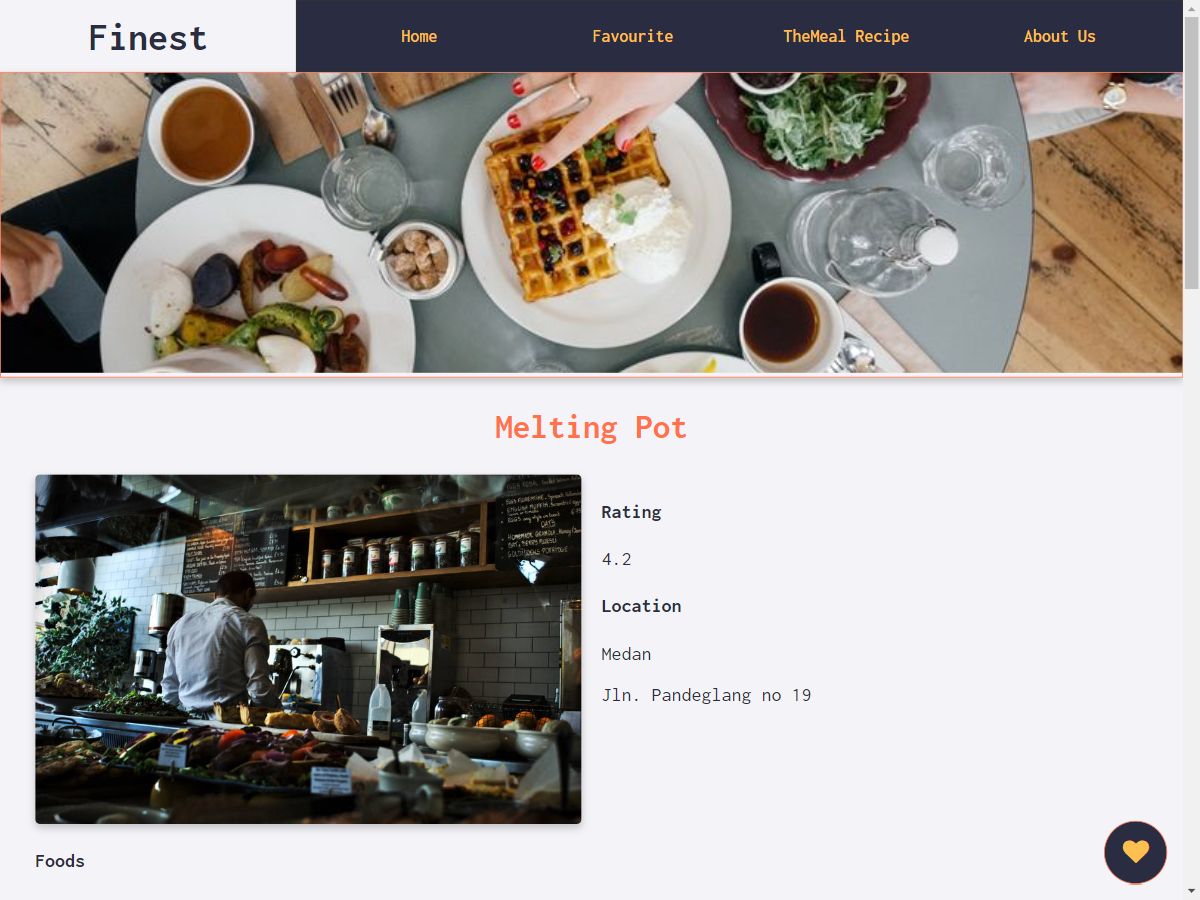 Finest
Home
Favourite
TheMeal Recipe
About Us
Melting Pot
Rating
4.2
Location
Medan
Jln. Pandeglang no 19
Foods